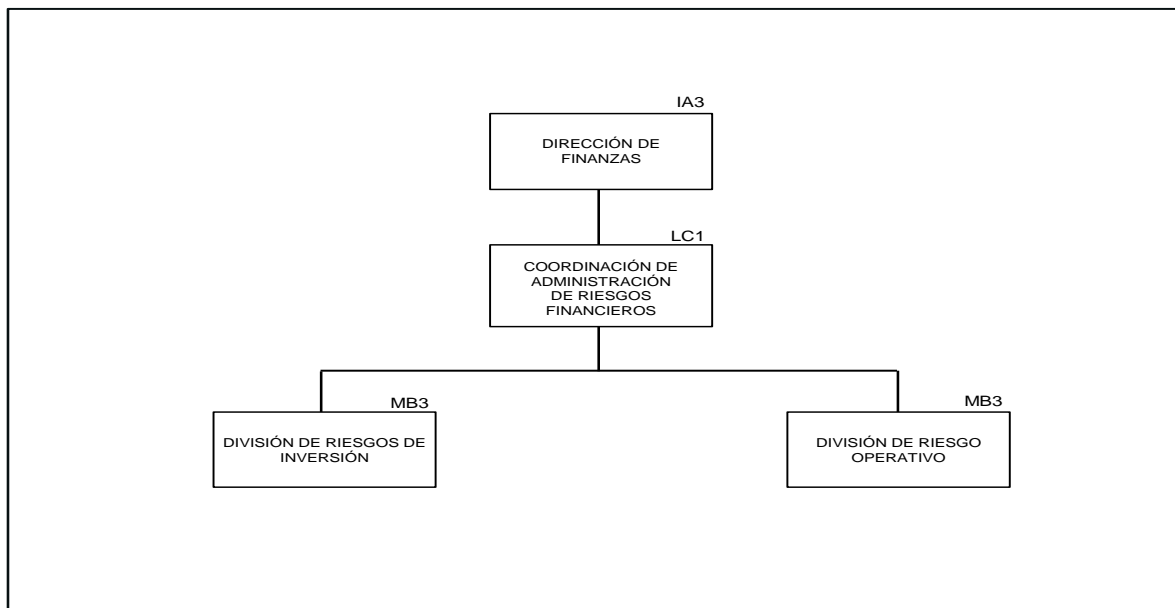 IA3
DIRECCIÓN DE
FINANZAS
LC1
COORDINACIÓN DE
ADMINISTRACIÓN
DE RIESGOS
FINANCIEROS
MB3
DIVISIÓN DE RIESGOS DE
INVERSIÓN
MB3
DIVISIÓN DE RIESGO
OPERATIVO